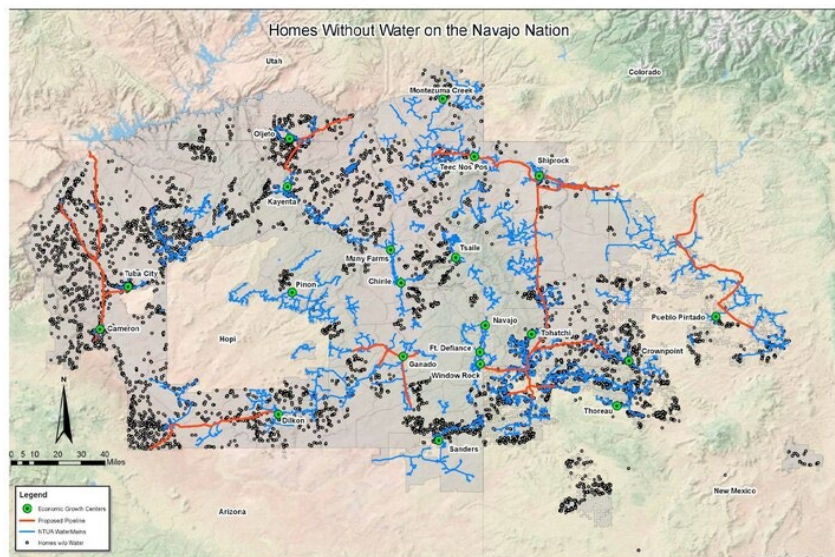 Homes Without Water on the Navajo Nation
Utah
Colorado
Montezuma Creek
Oljeto
Teec Nos Pos
Shiprock
Kayenta
Many Farms
Tsaile
Tuba City
Pinon
Chinle
Cameron
Hopi
Navajo
Tohatchi
Pueblo Pintado
Ft. Defiance
Window Rock
Ganado
Crownpoint
Thoreau
Dilkon
Sanders
N
0 5 10 20 30 40
Miles
Arizona
New Mexico
Legend
Economic Growth Centers
Proposed Pipeline
NTUA WaterMains
Homes w/o Water